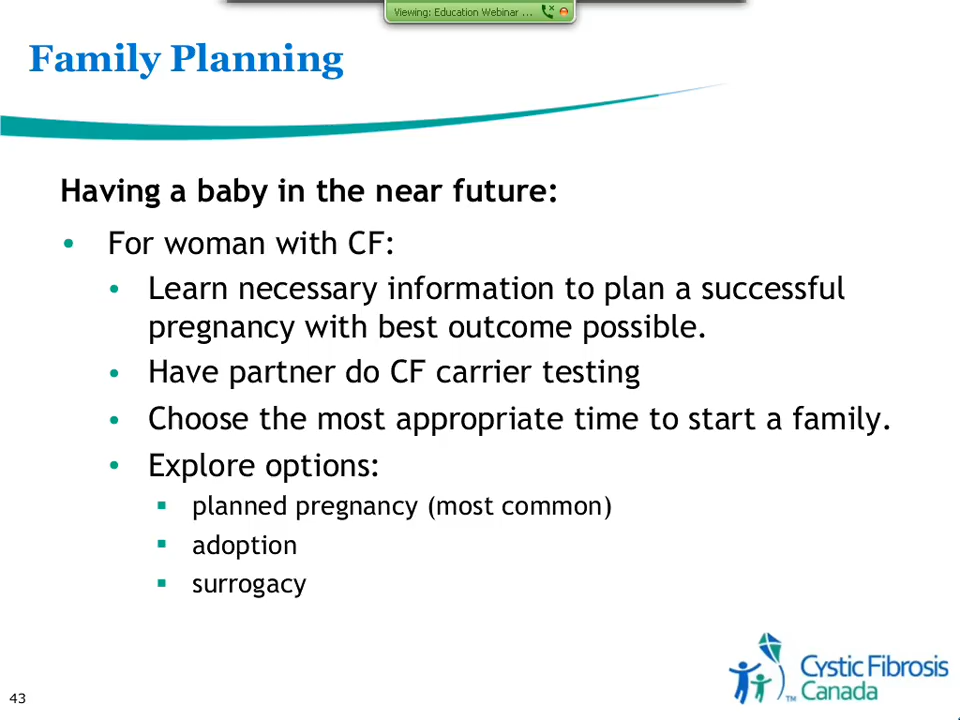 Viewing: Education Webinar ...
Family Planning
Having a baby in the near future:
• For woman with CF:
• Learn necessary information to plan a successful
pregnancy with best outcome possible.
• Have partner do CF carrier testing
• Choose the most appropriate time to start a family.
• Explore options:
▪ planned pregnancy (most common)
▪ adoption
▪ surrogacy
Cystic Fibrosis
™ Canada
43